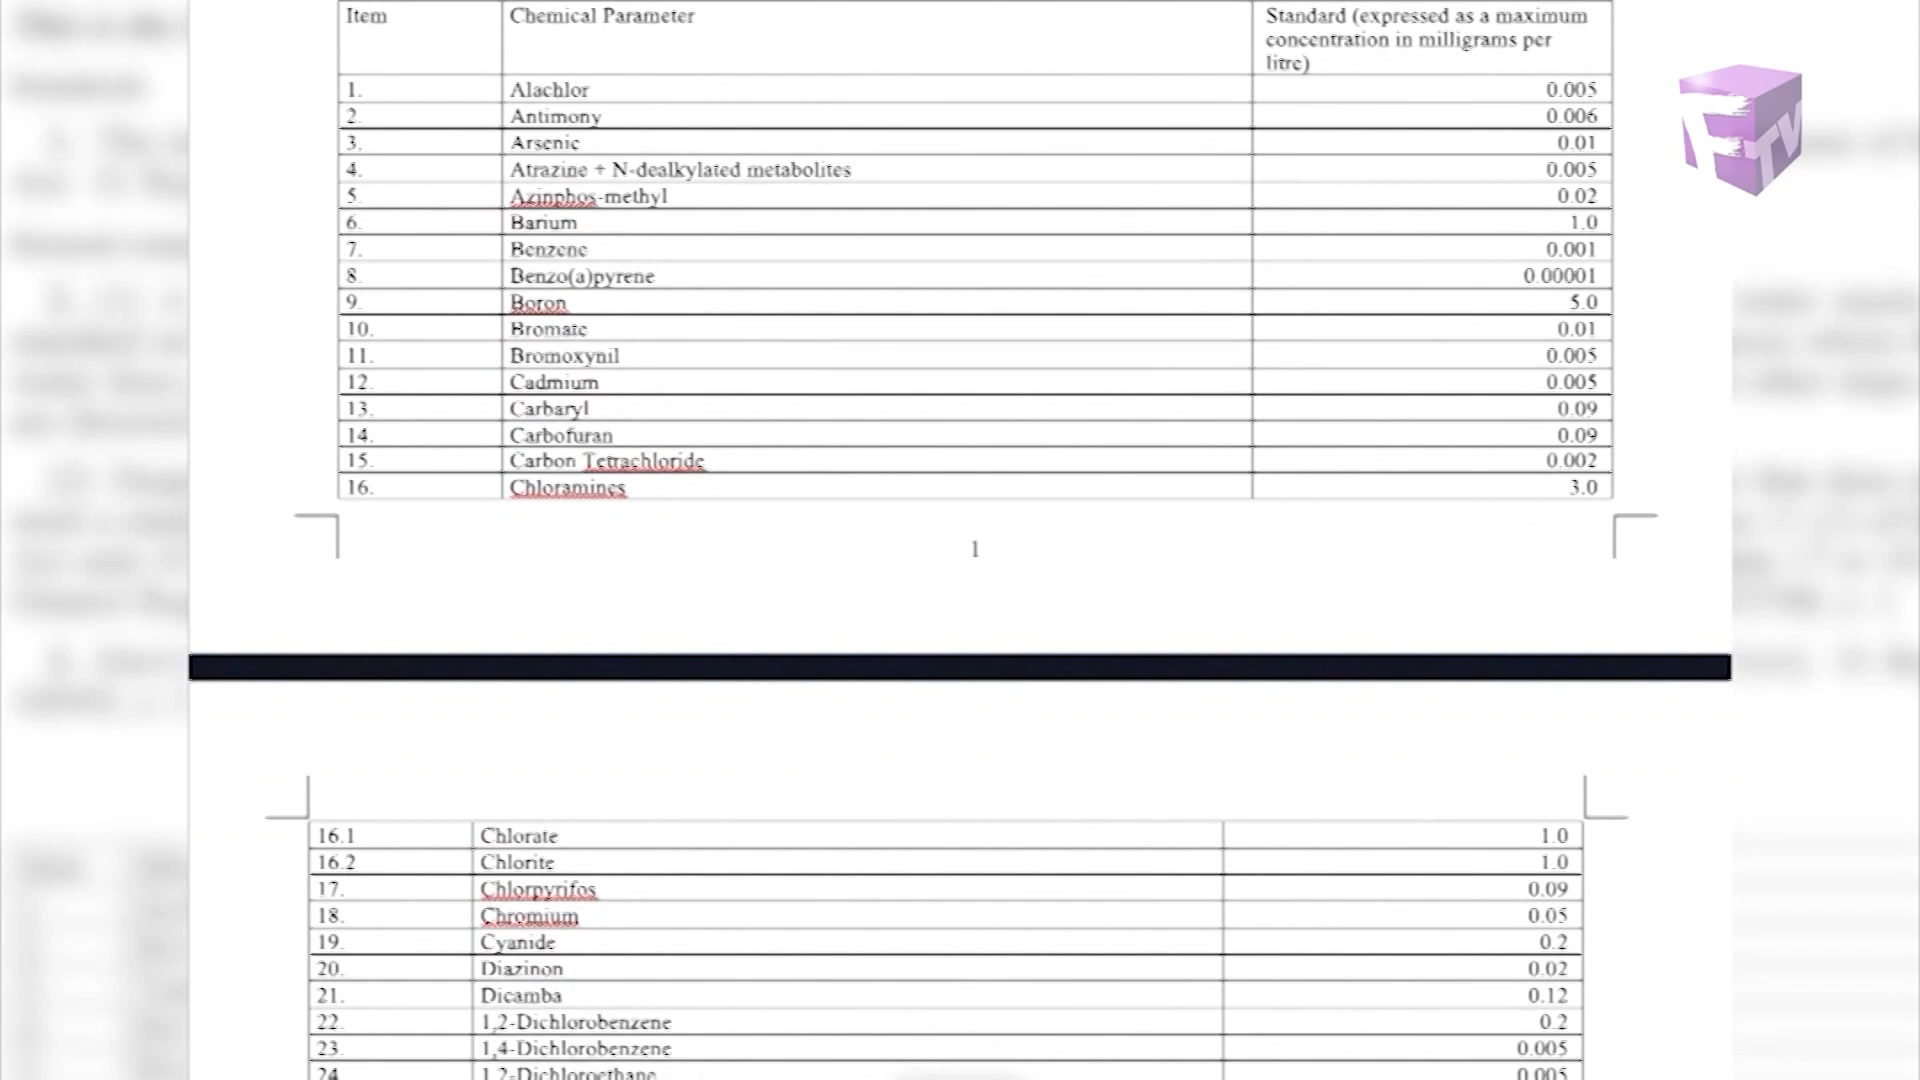 Item Chemical Parameter Standard (expressed as a maximum
concentration in milligrams per
litre)
1. Alachlor 0.005
2. Antimony 0.006
3. Arsenic 0.01
4. Atrazine + N-dealkylated metabolites 0.005
5. Azinphos-methyl 0.02
6. Barium 1.0
7. Benzene 0.001
8. Benzo(a)pyrene 0.00001
9. Boron 5.0
10. Bromate 0.01
11. Bromoxynil 0.005
12. Cadmium 0.005
13. Carbaryl 0.09
14. Carbofuran 0.09
15. Carbon Tetrachloride 0.002
16. Chloramines 3.0
1
16.1 Chlorate 1.0
16.2 Chlorite 1.0
17. Chlorpyrifos 0.09
18. Chromium 0.05
19. Cyanide 0.2
20. Diazinon 0.02
21. Dicamba 0.12
22. 1,2-Dichlorobenzene 0.2
23. 1,4-Dichlorobenzene 0.005
24. 1,2-Dichloroethane 0.005
FTV